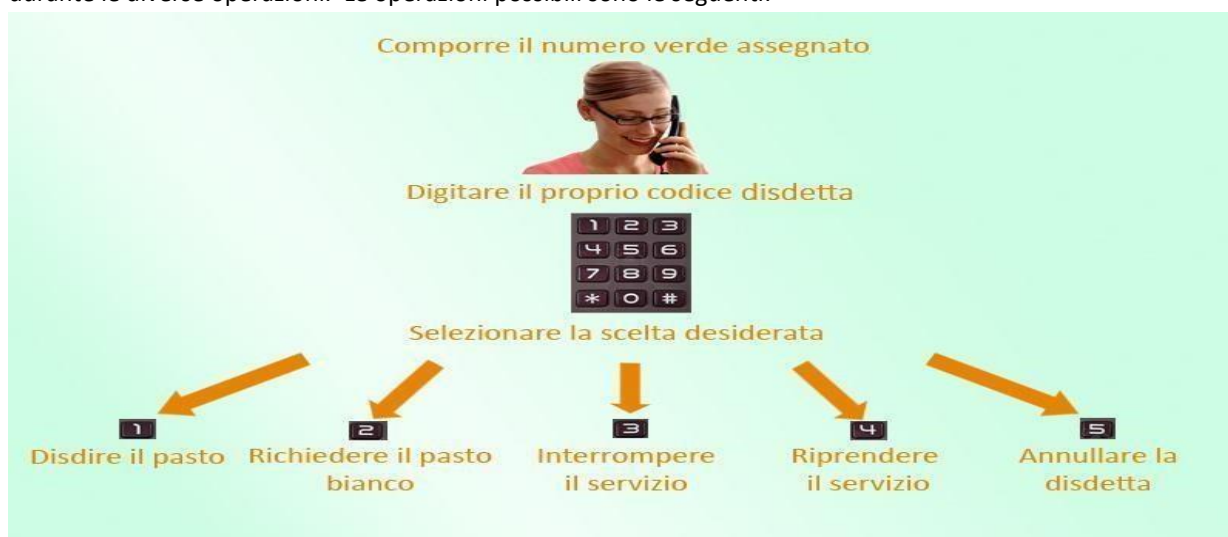 durante le diverse operazioni. Le operazioni possibili sono le seguenti:
Comporre il numero verde assegnato
Digitare il proprio codice disdetta
1 2 3
4 5 6
7 8 9
* 0 #
Selezionare la scelta desiderata
1 2 3 4 5
Disdire il pasto Richiedere il pasto Interrompere Riprendere Annullare la
bianco il servizio il servizio disdetta